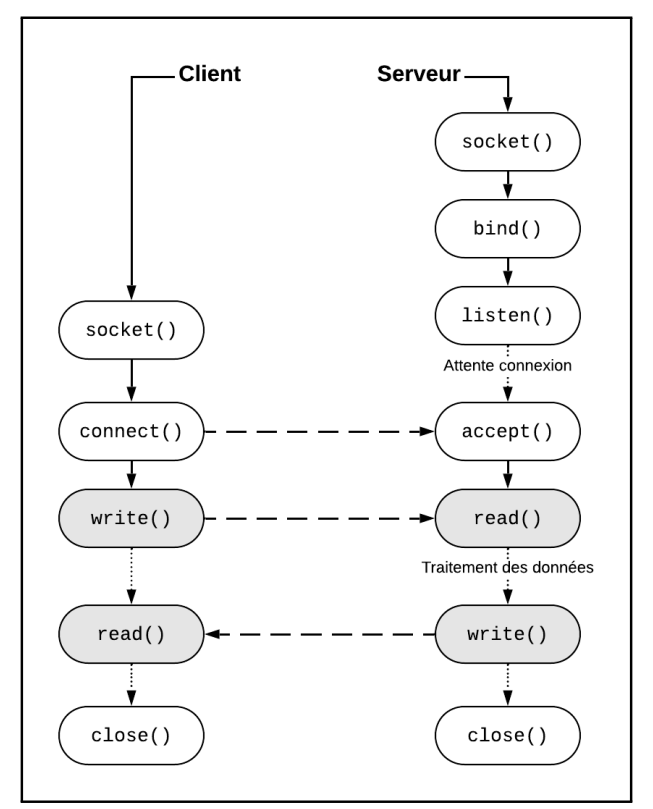 Client Serveur
socket()
bind()
socket() listen()
Attente connexion
connect() accept()
write() read()
Traitement des données
read() write()
close() close()